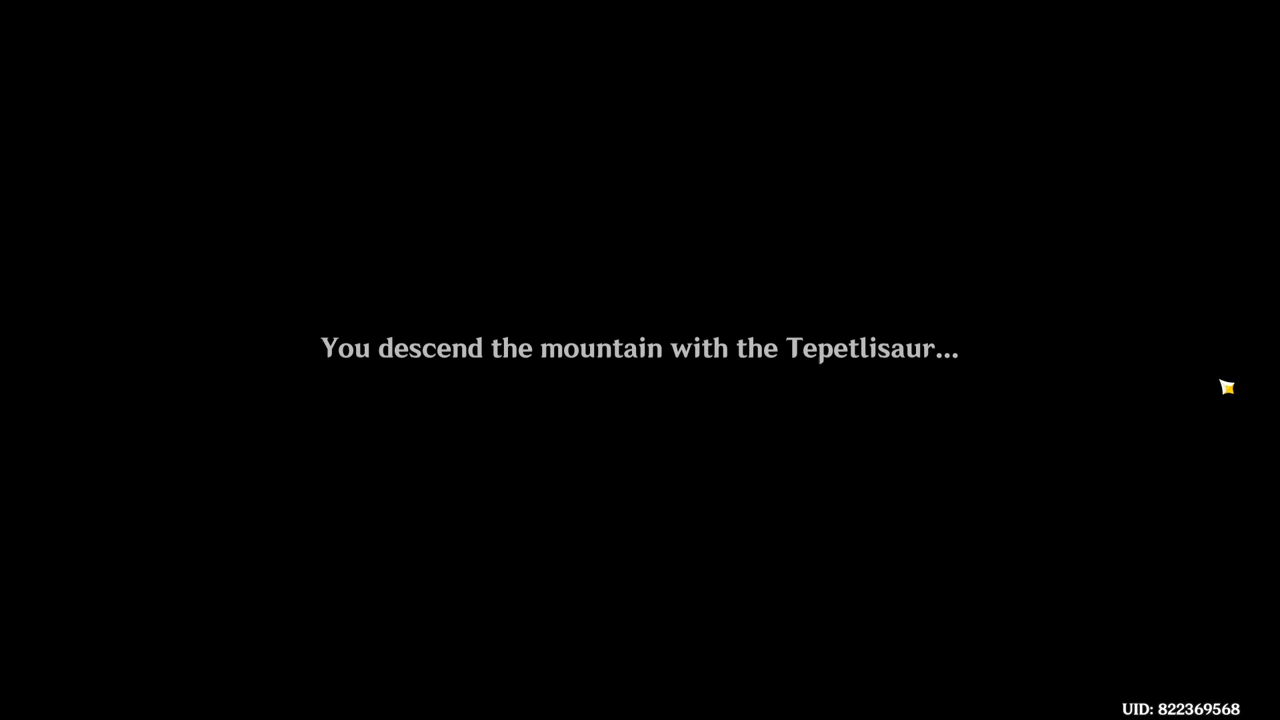 You descend the mountain with the Tepetlisaur...
UID: 822369568